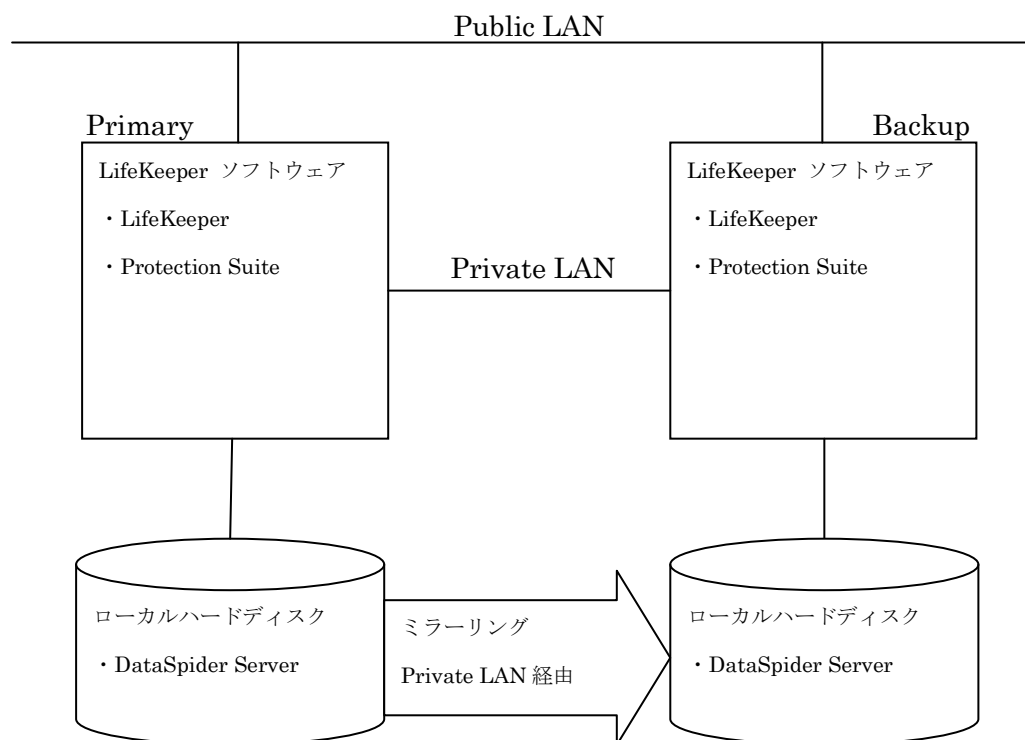 Public LAN
Primary
Backup
LifeKeeper ソフトウェア
・LifeKeeper
・Protection Suite
Private LAN
LifeKeeper ソフトウェア
・LifeKeeper
・Protection Suite
ローカルハードディスク
・DataSpider Server
ミラーリング
Private LAN 経由
ローカルハードディスク
・DataSpider Server